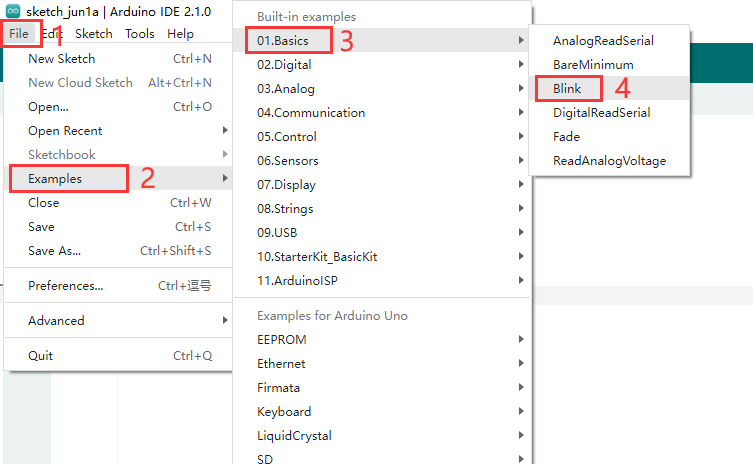 sketch_jun1a | Arduino IDE 2.1.0
File 1 Edit Sketch Tools Help
New Sketch Ctrl+N
New Cloud Sketch Alt+Ctrl+N
Open... Ctrl+O
Open Recent
Sketchbook
Examples 2
Close Ctrl+W
Save Ctrl+S
Save As... Ctrl+Shift+S
Preferences... Ctrl+逗号
Advanced
Quit Ctrl+Q
Built-in examples
01.Basics 3
02.Digital
03.Analog
04.Communication
05.Control
06.Sensors
07.Display
08.Strings
09.USB
10.StarterKit_BasicKit
11.ArduinoISP
Examples for Arduino Uno
EEPROM
Ethernet
Firmata
Keyboard
LiquidCrystal
SD
AnalogReadSerial
BareMinimum
Blink 4
DigitalReadSerial
Fade
ReadAnalogVoltage